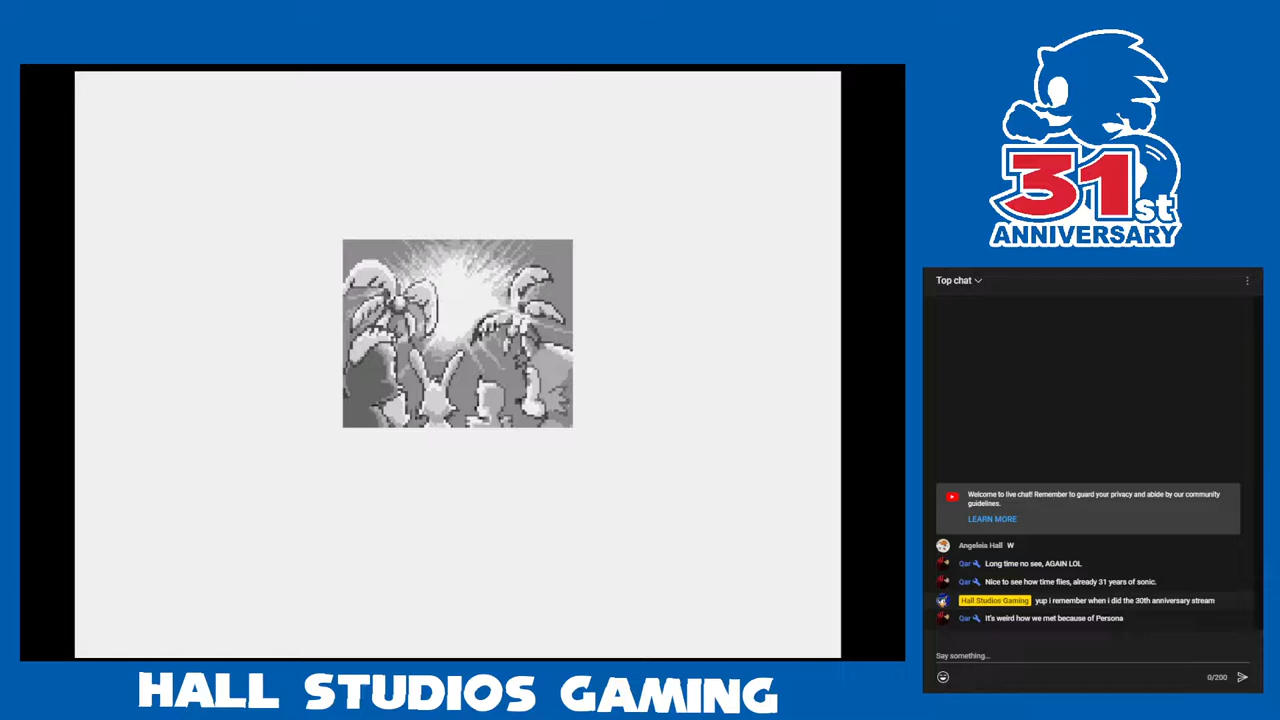 31st
ANNIVERSARY
Top chat
Welcome to live chat! Remember to guard your privacy and abide by our community
guidelines.
LEARN MORE
Angeleia Hall W
Qar Long time no see, AGAIN LOL
Qar Nice to see how time flies, already 31 years of sonic.
Hall Studios Gaming yup i remember when i did the 30th anniversary stream
Qar It's weird how we met because of Persona
Say something...
0/200
HALL STUDIOS GAMING